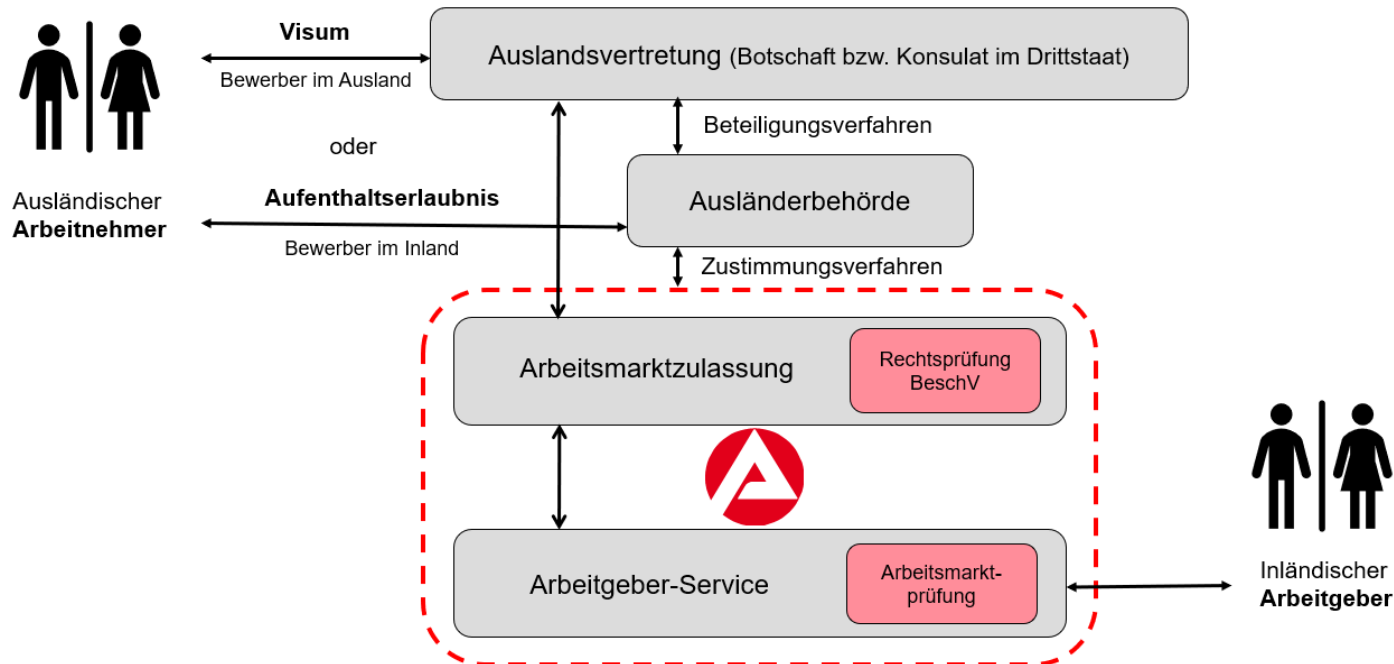 Visum
Auslandsvertretung (Botschaft bzw. Konsulat im Drittstaat)
Bewerber im Ausland
Beteiligungsverfahren
oder
Ausländischer
Arbeitnehmer
Aufenthaltserlaubnis
Ausländerbehörde
Bewerber im Inland
Zustimmungsverfahren
Arbeitsmarktzulassung
Rechtsprüfung
BeschV
Arbeitgeber-Service
Arbeitsmarkt-
prüfung
Inländischer
Arbeitgeber